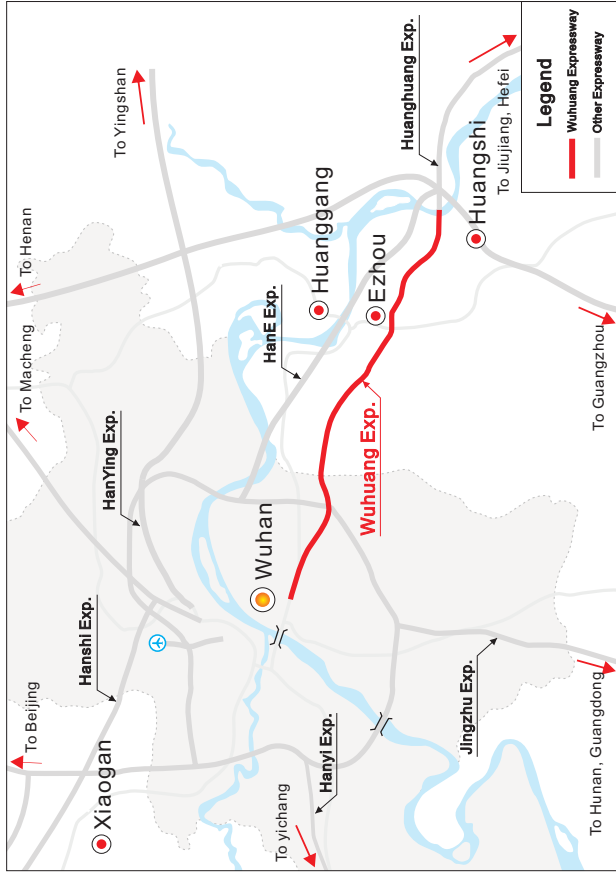 To Beijing
To Macheng
To Henan
To Yingshan
Hanshi Exp.
HanYing Exp.
Xiaogan
Wuhan
HanE Exp.
Huanggang
Ezhou
Huanghuang Exp.
Wuhuang Exp.
Huangshi
To Jiujiang, Hefei
To yichang
Hanyi Exp.
Jingzhu Exp.
To Hunan, Guangdong
To Guangzhou
Legend
Wuhuang Expressway
Other Expressway